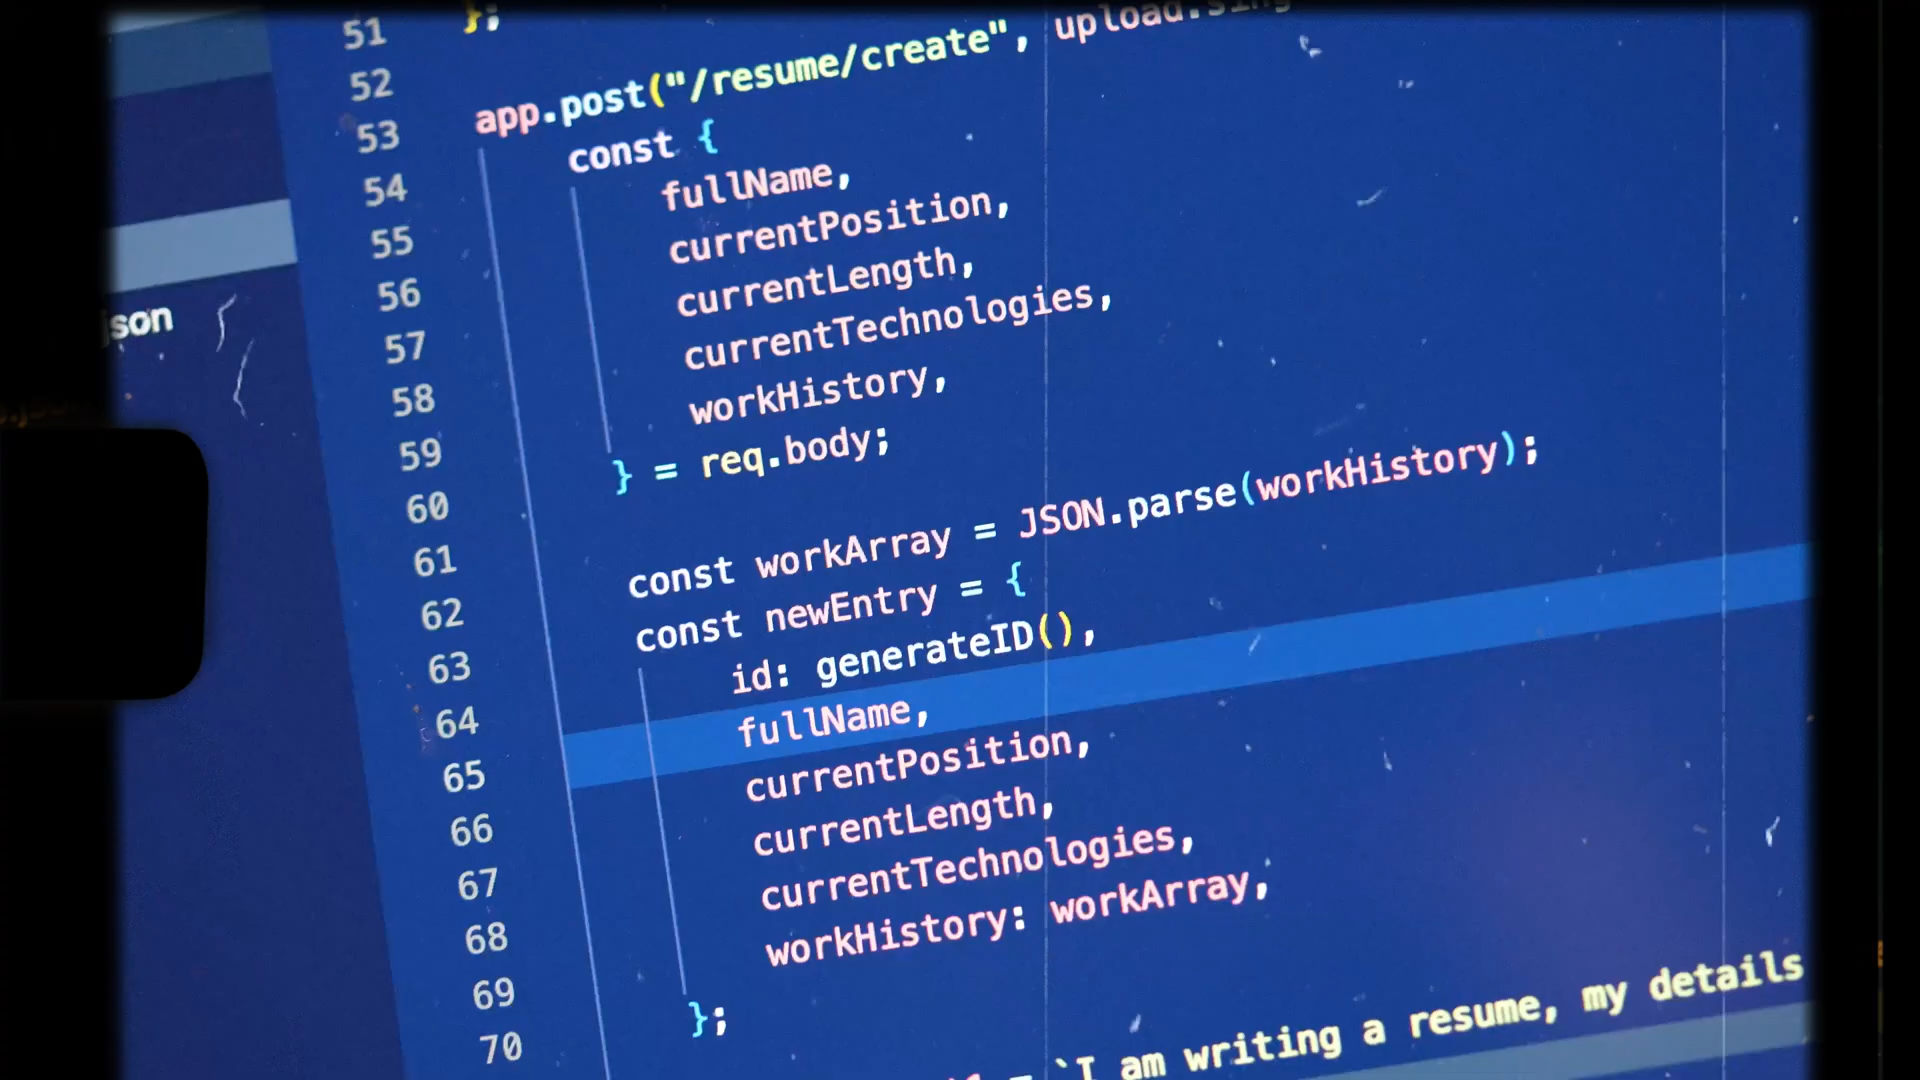 51 };
52
53 app.post("/resume/create",
54 const {
55 fullName,
56 currentPosition,
57 currentLength,
58 currentTechnologies,
59 workHistory,
60 } = req.body;
61
62 const workArray = JSON.parse(workHistory);
63 const newEntry = {
64 id: generateID(),
65 fullName,
66 currentPosition,
67 currentLength,
68 currentTechnologies,
69 workHistory: workArray,
70 };
json
= `I am writing a resume, my details